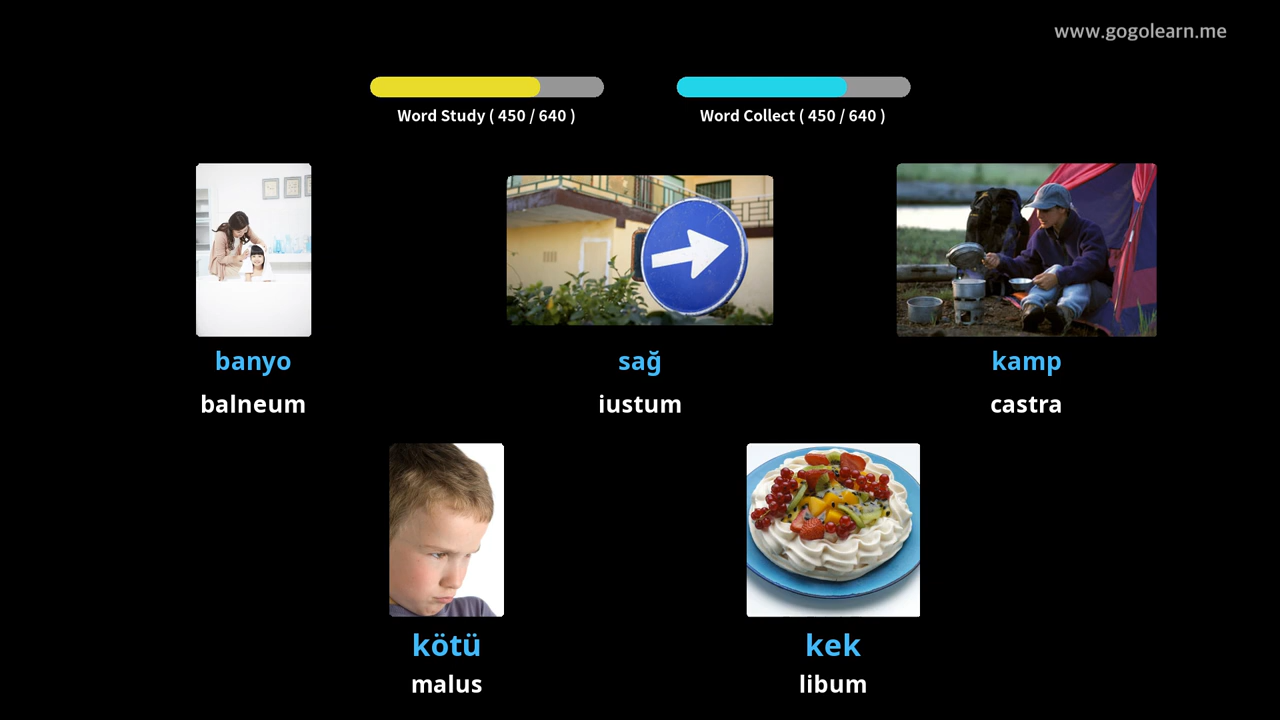 www.gogolearn.me
Word Study ( 450 / 640 )
Word Collect ( 450 / 640 )
banyo
balneum
sağ
iustum
kamp
castra
kötü
malus
kek
libum